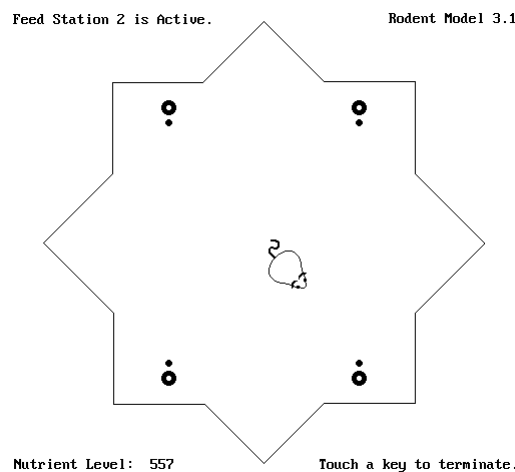 Feed Station 2 is Active.
Rodent Model 3.1
Nutrient Level:  557
Touch a key to terminate.